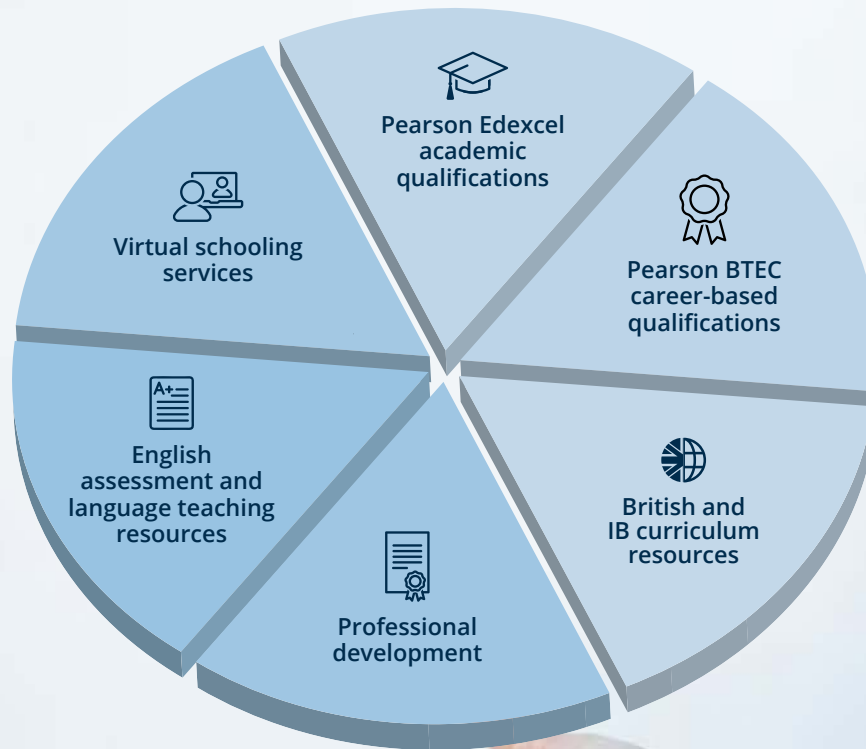 Pearson Edexcel
academic
qualifications
Pearson BTEC
career-based
qualifications
British and
IB curriculum
resources
Professional
development
A+
English
assessment and
language teaching
resources
Virtual schooling
services